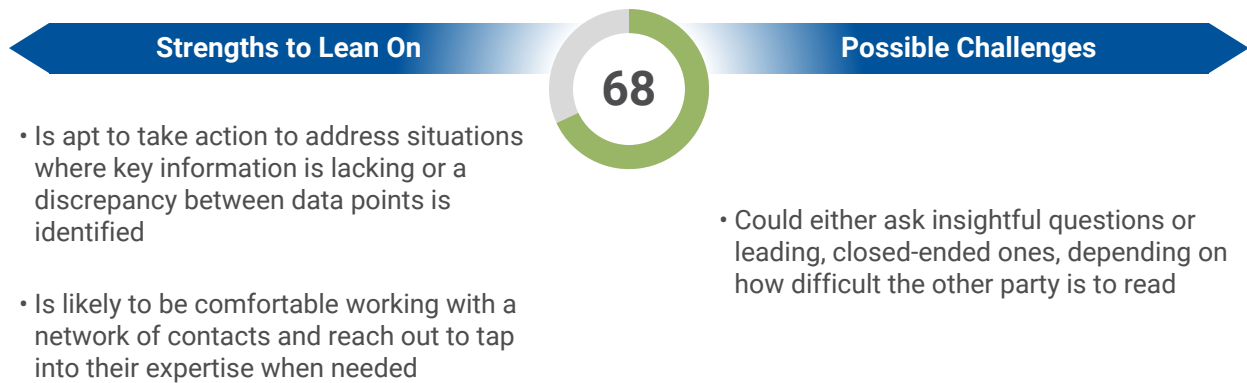 Strengths to Lean On
68
Possible Challenges
• Is apt to take action to address situations
where key information is lacking or a
discrepancy between data points is
identified
• Is likely to be comfortable working with a
network of contacts and reach out to tap
into their expertise when needed
• Could either ask insightful questions or
leading, closed-ended ones, depending on
how difficult the other party is to read